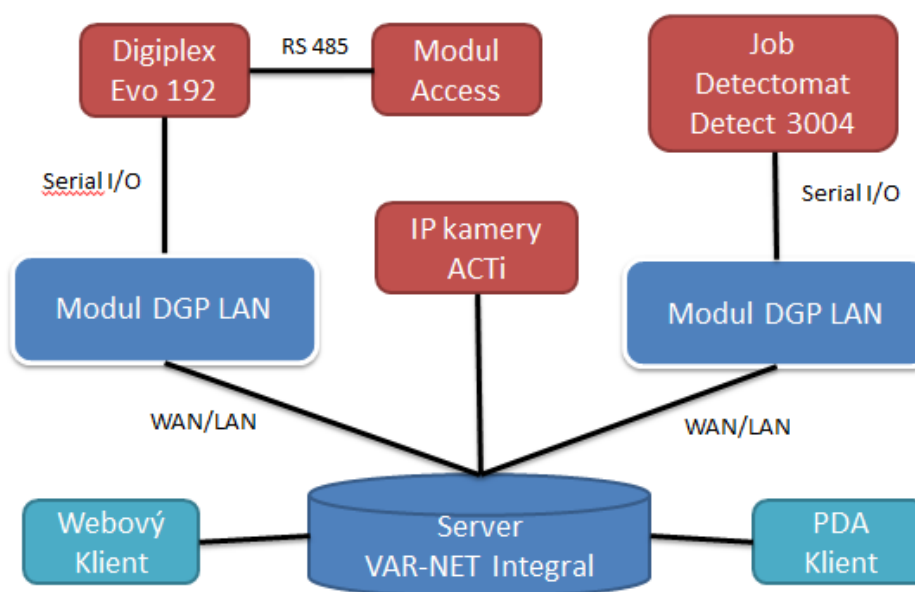 Digiplex
Evo 192
RS 485
Modul
Access
Job
Detectomat
Detect 3004
Serial I/O
Serial I/O
IP kamery
ACTi
Modul DGP LAN
Modul DGP LAN
WAN/LAN
WAN/LAN
Webový
Klient
Server
VAR-NET Integral
PDA
Klient